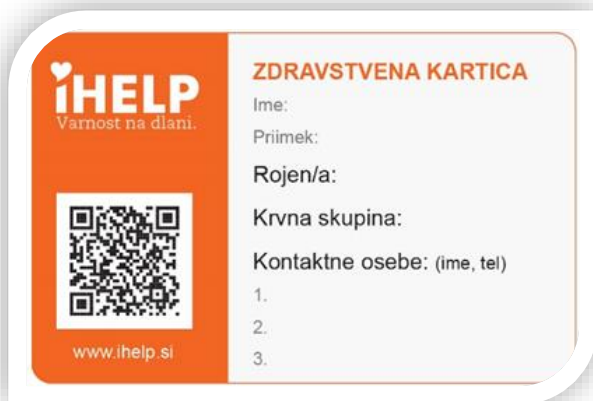 iHELP
Varnost na dlani.
www.ihelp.si
ZDRAVSTVENA KARTICA
Ime:
Priimek:
Rojen/a:
Krvna skupina:
Kontaktne osebe: (ime, tel)
1.
2.
3.